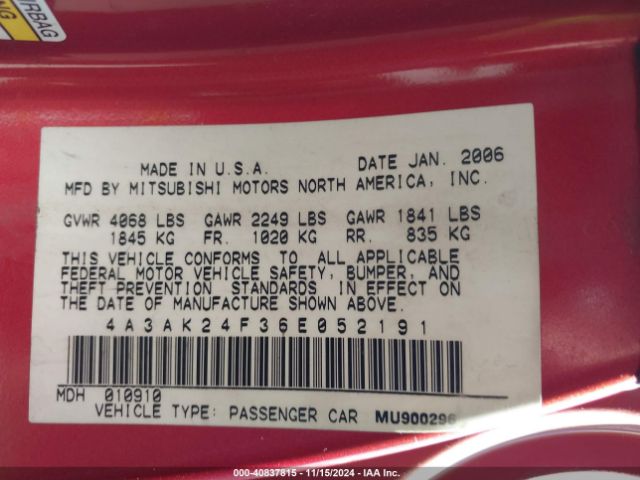 AIRBAG
MADE IN U.S.A. DATE JAN. 2006
MFD BY MITSUBISHI MOTORS NORTH AMERICA, INC.
GVWR 4068 LBS GAWR 2249 LBS GAWR 1841 LBS
1845 KG FR. 1020 KG RR. 835 KG
THIS VEHICLE CONFORMS TO ALL APPLICABLE
FEDERAL MOTOR VEHICLE SAFETY, BUMPER, AND
THEFT PREVENTION STANDARDS IN EFFECT ON
THE DATE OF MANUFACTURE SHOWN ABOVE.
4A3AK24F36E052191
MDH 010910
VEHICLE TYPE: PASSENGER CAR
000-40837815 - 11/15/2024 - IAA Inc.